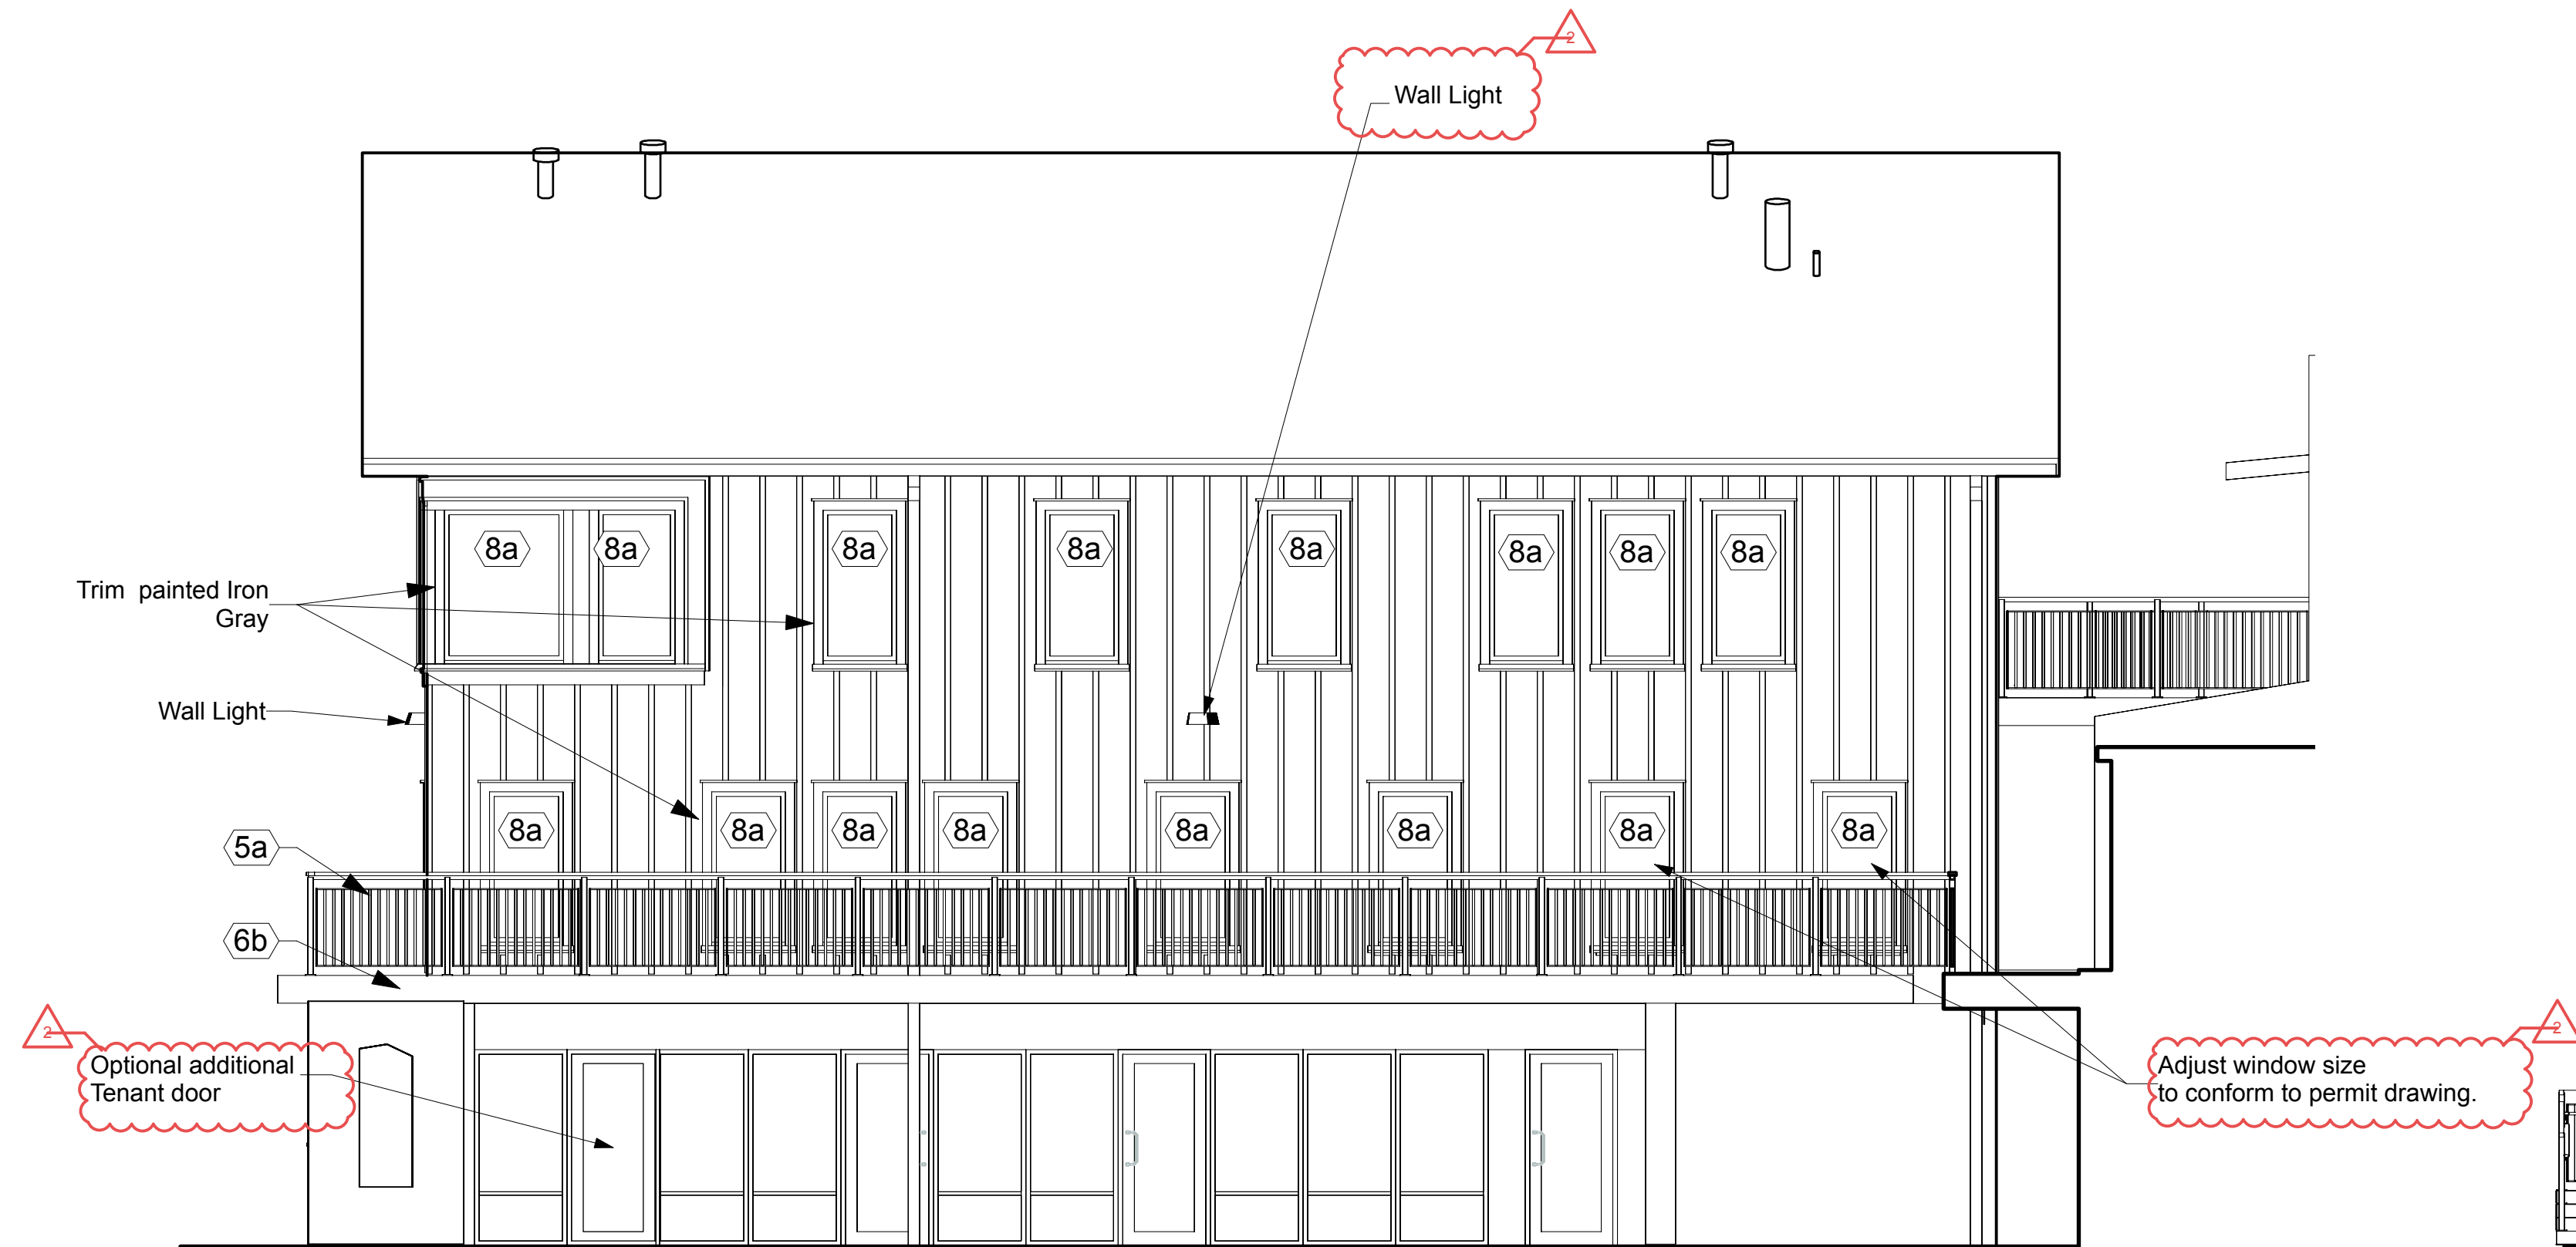 2
Wall Light
8a
8a
8a
8a
8a
8a
8a
8a
Trim painted Iron
Gray
Wall Light
8a
8a
8a
8a
8a
8a
8a
8a
5a
6b
2
Optional additional
Tenant door
2
Adjust window size
to conform to permit drawing.